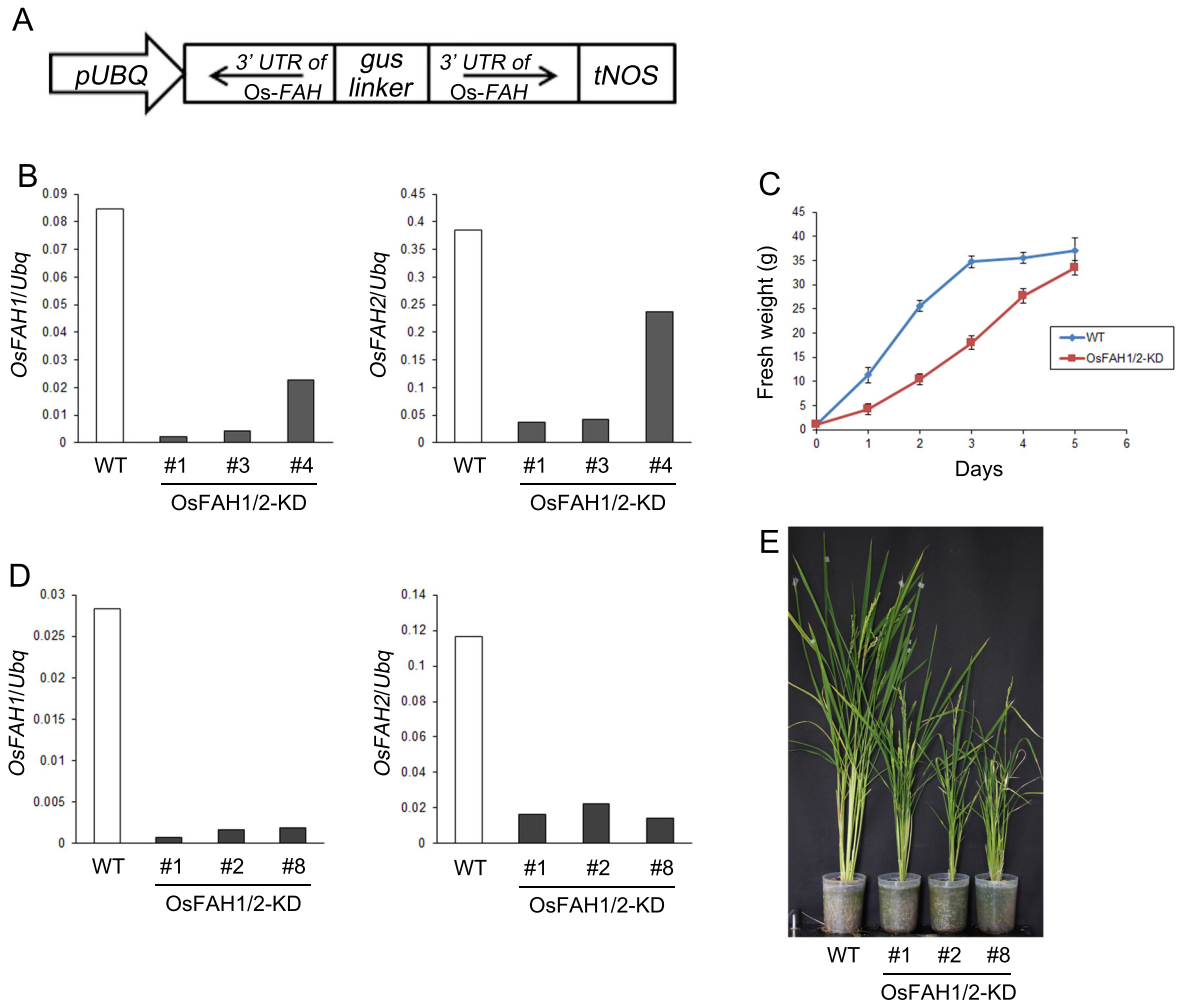 A
pUBQ
3' UTR of
Os-FAH
gus
linker
3' UTR of
Os-FAH
tNOS
B
OsFAH1/Ubq
0.09
0.08
0.07
0.06
0.05
0.04
0.03
0.02
0.01
0
WT #1 #3 #4
OsFAH1/2-KD
OsFAH2/Ubq
0.45
0.4
0.35
0.3
0.25
0.2
0.15
0.1
0.05
0
WT #1 #3 #4
OsFAH1/2-KD
C
Fresh weight (g)
45
40
35
30
25
20
15
10
5
0
0 1 2 3 4 5 6
Days
WT
OsFAH1/2-KD
D
OsFAH1/Ubq
0.03
0.025
0.02
0.015
0.01
0.005
0
WT #1 #2 #8
OsFAH1/2-KD
OsFAH2/Ubq
0.14
0.12
0.1
0.08
0.06
0.04
0.02
0
WT #1 #2 #8
OsFAH1/2-KD
E
WT #1 #2 #8
OsFAH1/2-KD